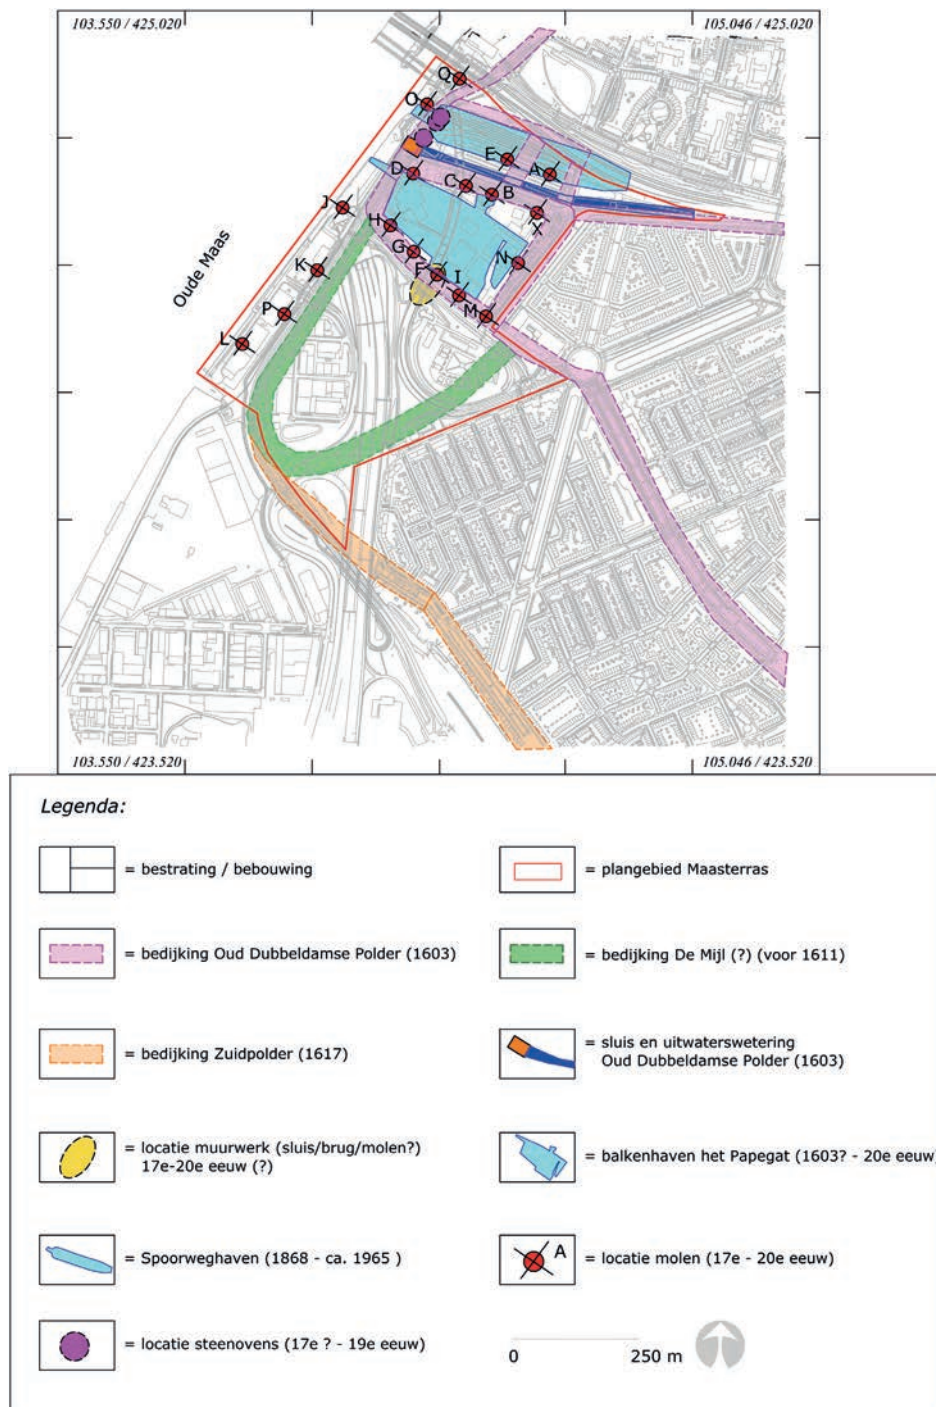 103.550 / 425.020
105.046 / 425.020
Q
O
E
A
D
C
B
J
X
H
G
N
K
F
I
Oude Maas
P
M
L
103.550 / 423.520
105.046 / 423.520
Legenda:
= bestrating / bebouwing
= plangebied Maasterras
= bedijking Oud Dubbeldamse Polder (1603)
= bedijking De Mijl (?) (voor 1611)
= bedijking Zuidpolder (1617)
= sluis en uitwaterswetering
Oud Dubbeldamse Polder (1603)
= locatie muurwerk (sluis/brug/molen?)
17e-20e eeuw (?)
= balkenhaven het Papegat (1603? - 20e eeuw)
= Spoorweghaven (1868 - ca. 1965 )
A
= locatie molen (17e - 20e eeuw)
= locatie steenovens (17e ? - 19e eeuw)
0
250 m